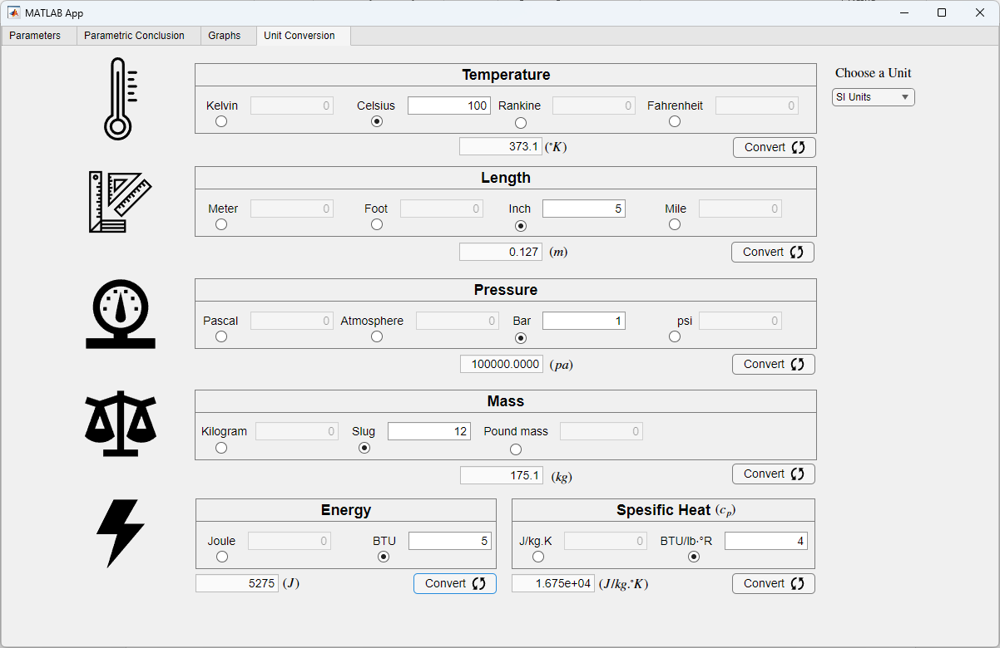 MATLAB App
Parameters Parametric Conclusion Graphs Unit Conversion
Temperature
Choose a Unit
SI Units
Kelvin 0 Celsius 100 Rankine 0 Fahrenheit 0
373.1 (°K) Convert
Length
Meter 0 Foot 0 Inch 5 Mile 0
0.127 (m) Convert
Pressure
Pascal 0 Atmosphere 0 Bar 1 psi 0
100000.0000 (pa) Convert
Mass
Kilogram 0 Slug 12 Pound mass 0
175.1 (kg) Convert
Energy Spesific Heat (c_p)
Joule 0 BTU 5 J/kg.K 0 BTU/lb·°R 4
5275 (J) Convert 1.675e+04 (J/kg.°K) Convert